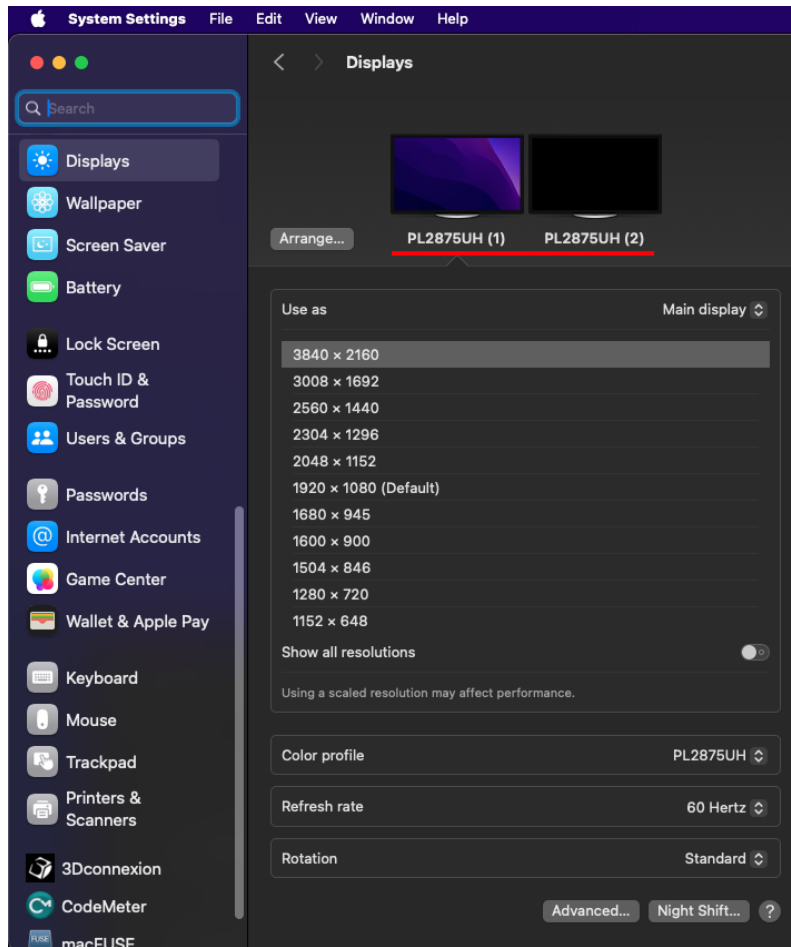 System Settings File Edit View Window Help
Displays
Search
Displays
Wallpaper
Screen Saver
Battery
Lock Screen
Touch ID &
Password
Users & Groups
Passwords
Internet Accounts
Game Center
Wallet & Apple Pay
Keyboard
Mouse
Trackpad
Printers &
Scanners
3Dconnexion
CodeMeter
FUSE
macFUSE
Arrange... PL2875UH (1) PL2875UH (2)
Use as Main display
3840 × 2160
3008 × 1692
2560 × 1440
2304 × 1296
2048 × 1152
1920 × 1080 (Default)
1680 × 945
1600 × 900
1504 × 846
1280 × 720
1152 × 648
Show all resolutions
Using a scaled resolution may affect performance.
Color profile PL2875UH
Refresh rate 60 Hertz
Rotation Standard
Advanced... Night Shift... ?